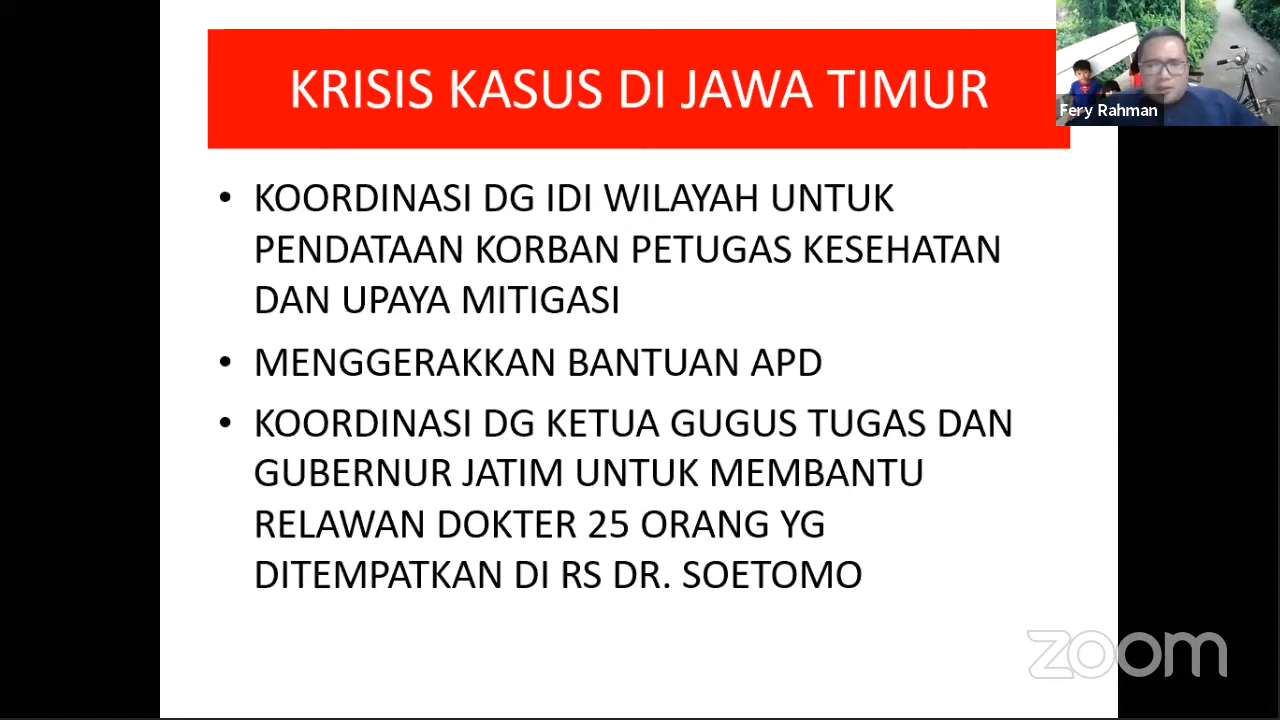 KRISIS KASUS DI JAWA TIMUR
Fery Rahman
• KOORDINASI DG IDI WILAYAH UNTUK
PENDATAAN KORBAN PETUGAS KESEHATAN
DAN UPAYA MITIGASI
• MENGGERAKKAN BANTUAN APD
• KOORDINASI DG KETUA GUGUS TUGAS DAN
GUBERNUR JATIM UNTUK MEMBANTU
RELAWAN DOKTER 25 ORANG YG
DITEMPATKAN DI RS DR. SOETOMO
zoom